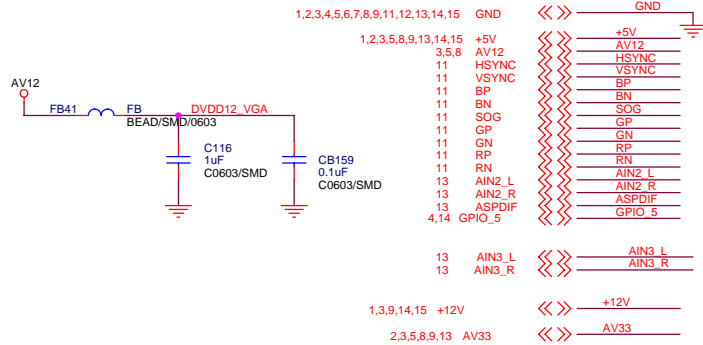 1,2,3,4,5,6,7,8,9,11,12,13,14,15 GND GND
1,2,3,5,8,9,13,14,15 +5V +5V
3,5,8 AV12 AV12
11 HSYNC HSYNC
11 VSYNC VSYNC
11 BP BP
11 BN BN
11 SOG SOG
11 GP GP
11 GN GN
11 RP RP
11 RN RN
13 AIN2_L AIN2_L
13 AIN2_R AIN2_R
13 ASPDIF ASPDIF
4,14 GPIO_5 GPIO_5
13 AIN3_L AIN3_L
13 AIN3_R AIN3_R
1,3,9,14,15 +12V +12V
2,3,5,8,9,13 AV33 AV33
AV12
FB41 FB DVDD12_VGA
BEAD/SMD/0603
C116
1uF
C0603/SMD
CB159
0.1uF
C0603/SMD